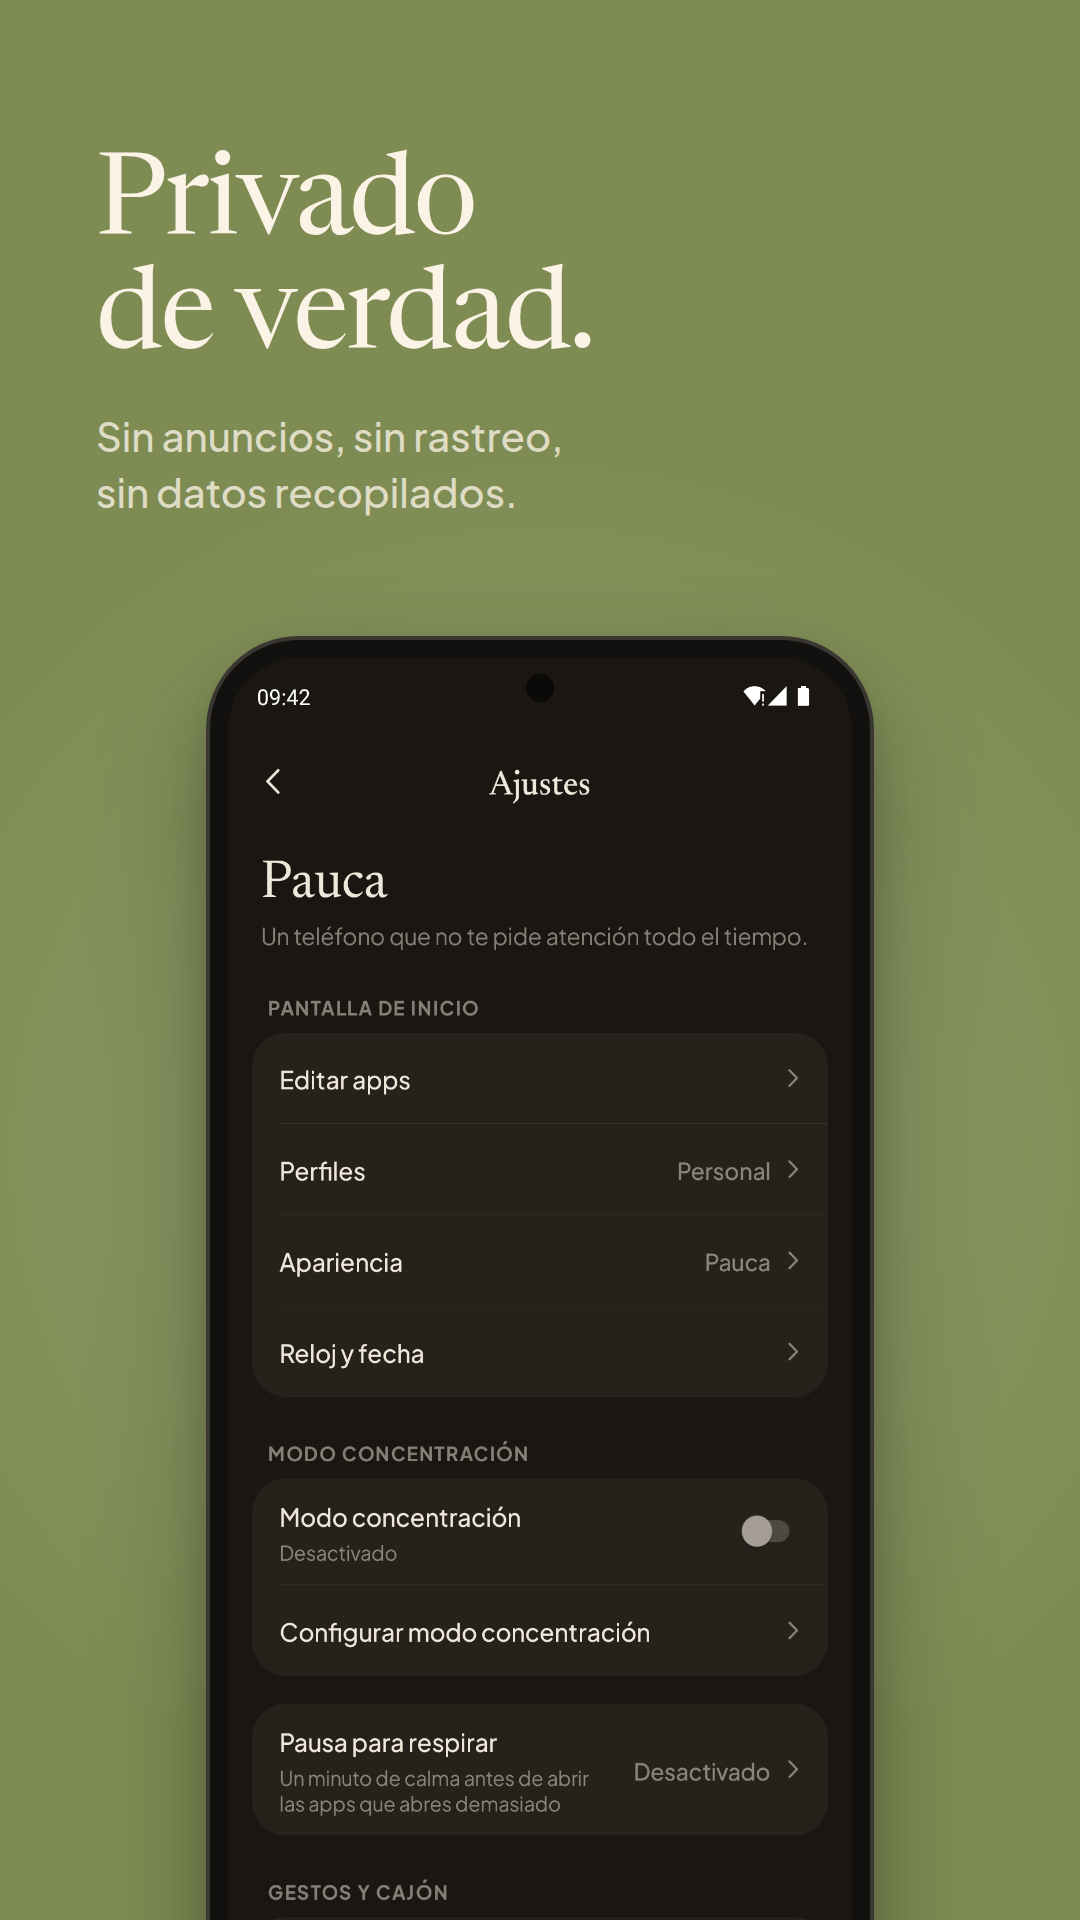 Privado
de verdad.
Sin anuncios, sin rastreo,
sin datos recopilados.
09:42
Ajustes
Pauca
Un teléfono que no te pide atención todo el tiempo.
PANTALLA DE INICIO
Editar apps
Perfiles Personal
Apariencia Pauca
Reloj y fecha
MODO CONCENTRACIÓN
Modo concentración
Desactivado
Configurar modo concentración
Pausa para respirar
Un minuto de calma antes de abrir
las apps que abres demasiado
Desactivado
GESTOS Y CAJÓN